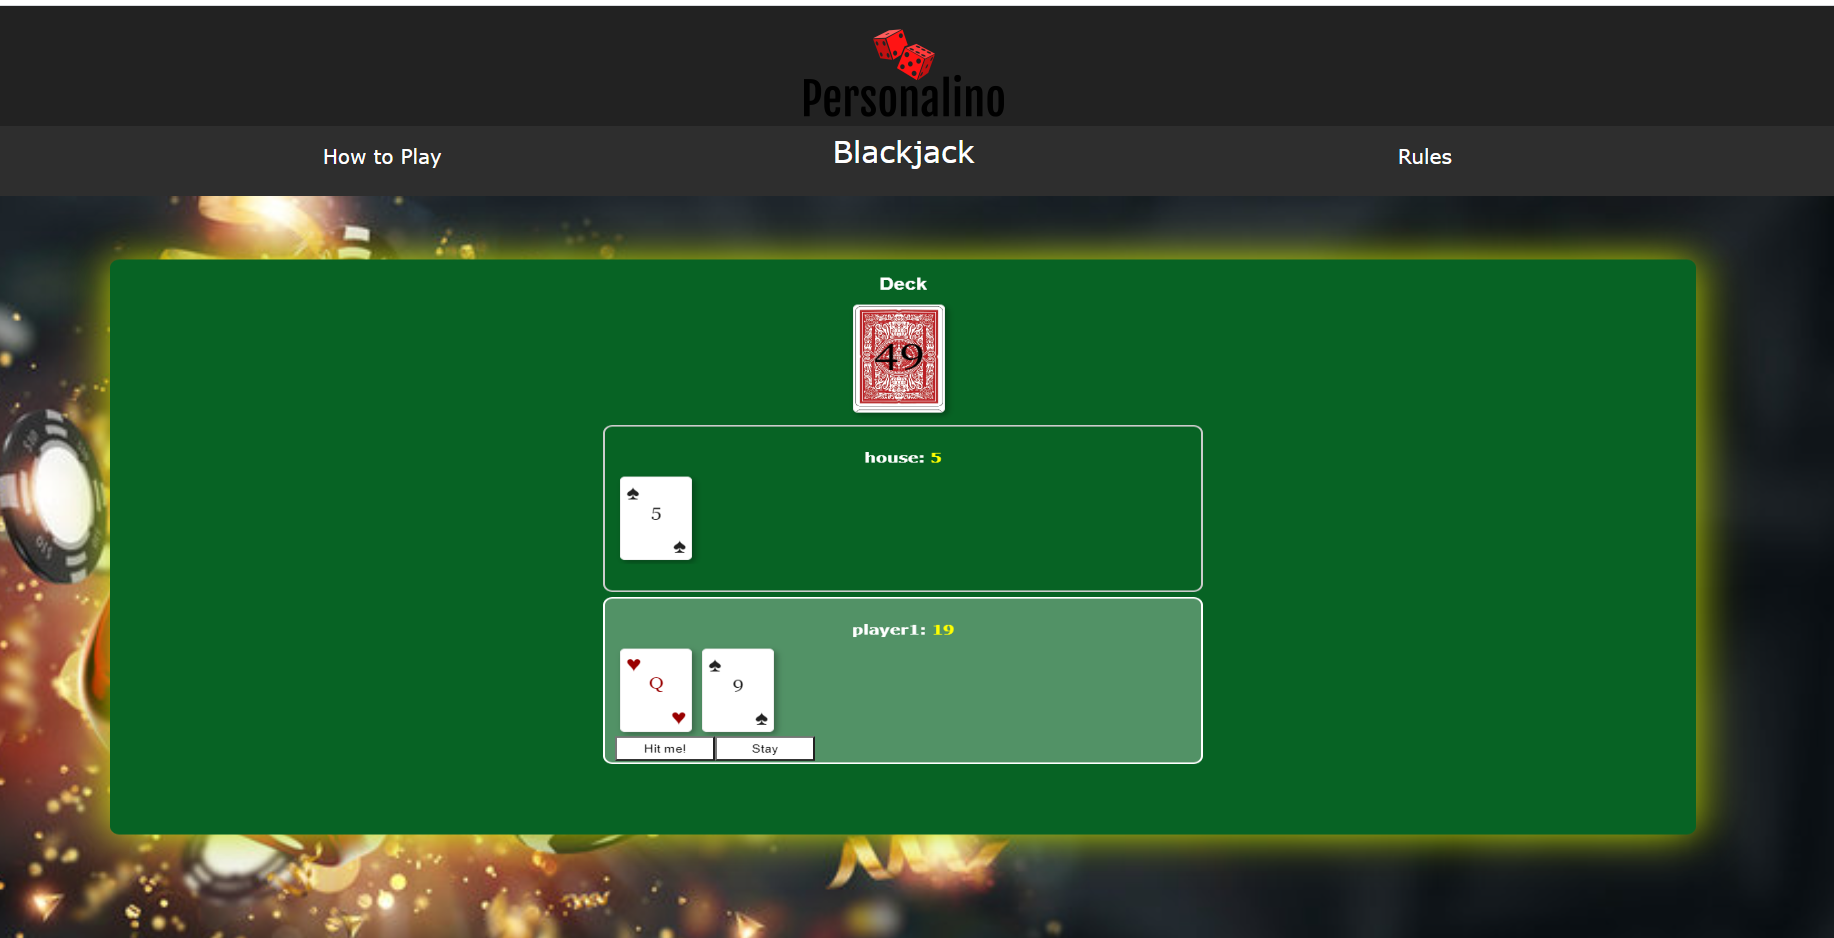 Personalino
How to Play
Blackjack
Rules
Deck
49
house: 5
♠
5
♠
player1: 19
♥
Q
♥
♠
9
♠
Hit me!
Stay